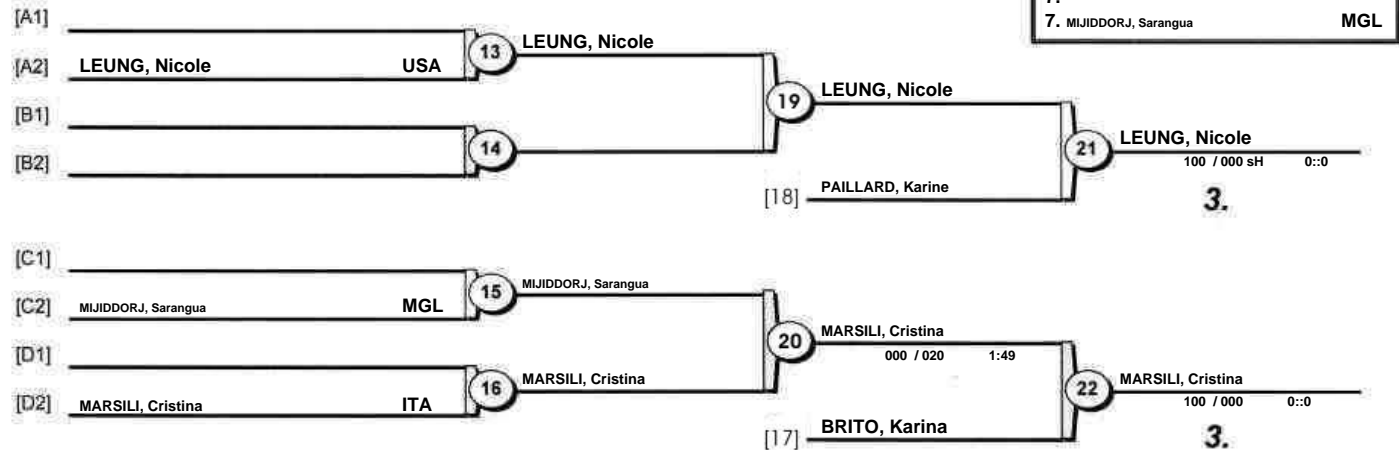 7.
7. MIJIDDORJ, Sarangua MGL
[A1]
[A2] LEUNG, Nicole USA
13 LEUNG, Nicole
[B1]
[B2]
14
19 LEUNG, Nicole
[18] PAILLARD, Karine
21 LEUNG, Nicole
100 / 000 sH 0::0
3.
[C1]
[C2] MIJIDDORJ, Sarangua MGL
15 MIJIDDORJ, Sarangua
[D1]
[D2] MARSILI, Cristina ITA
16 MARSILI, Cristina
20 MARSILI, Cristina
000 / 020 1:49
[17] BRITO, Karina
22 MARSILI, Cristina
100 / 000 0::0
3.